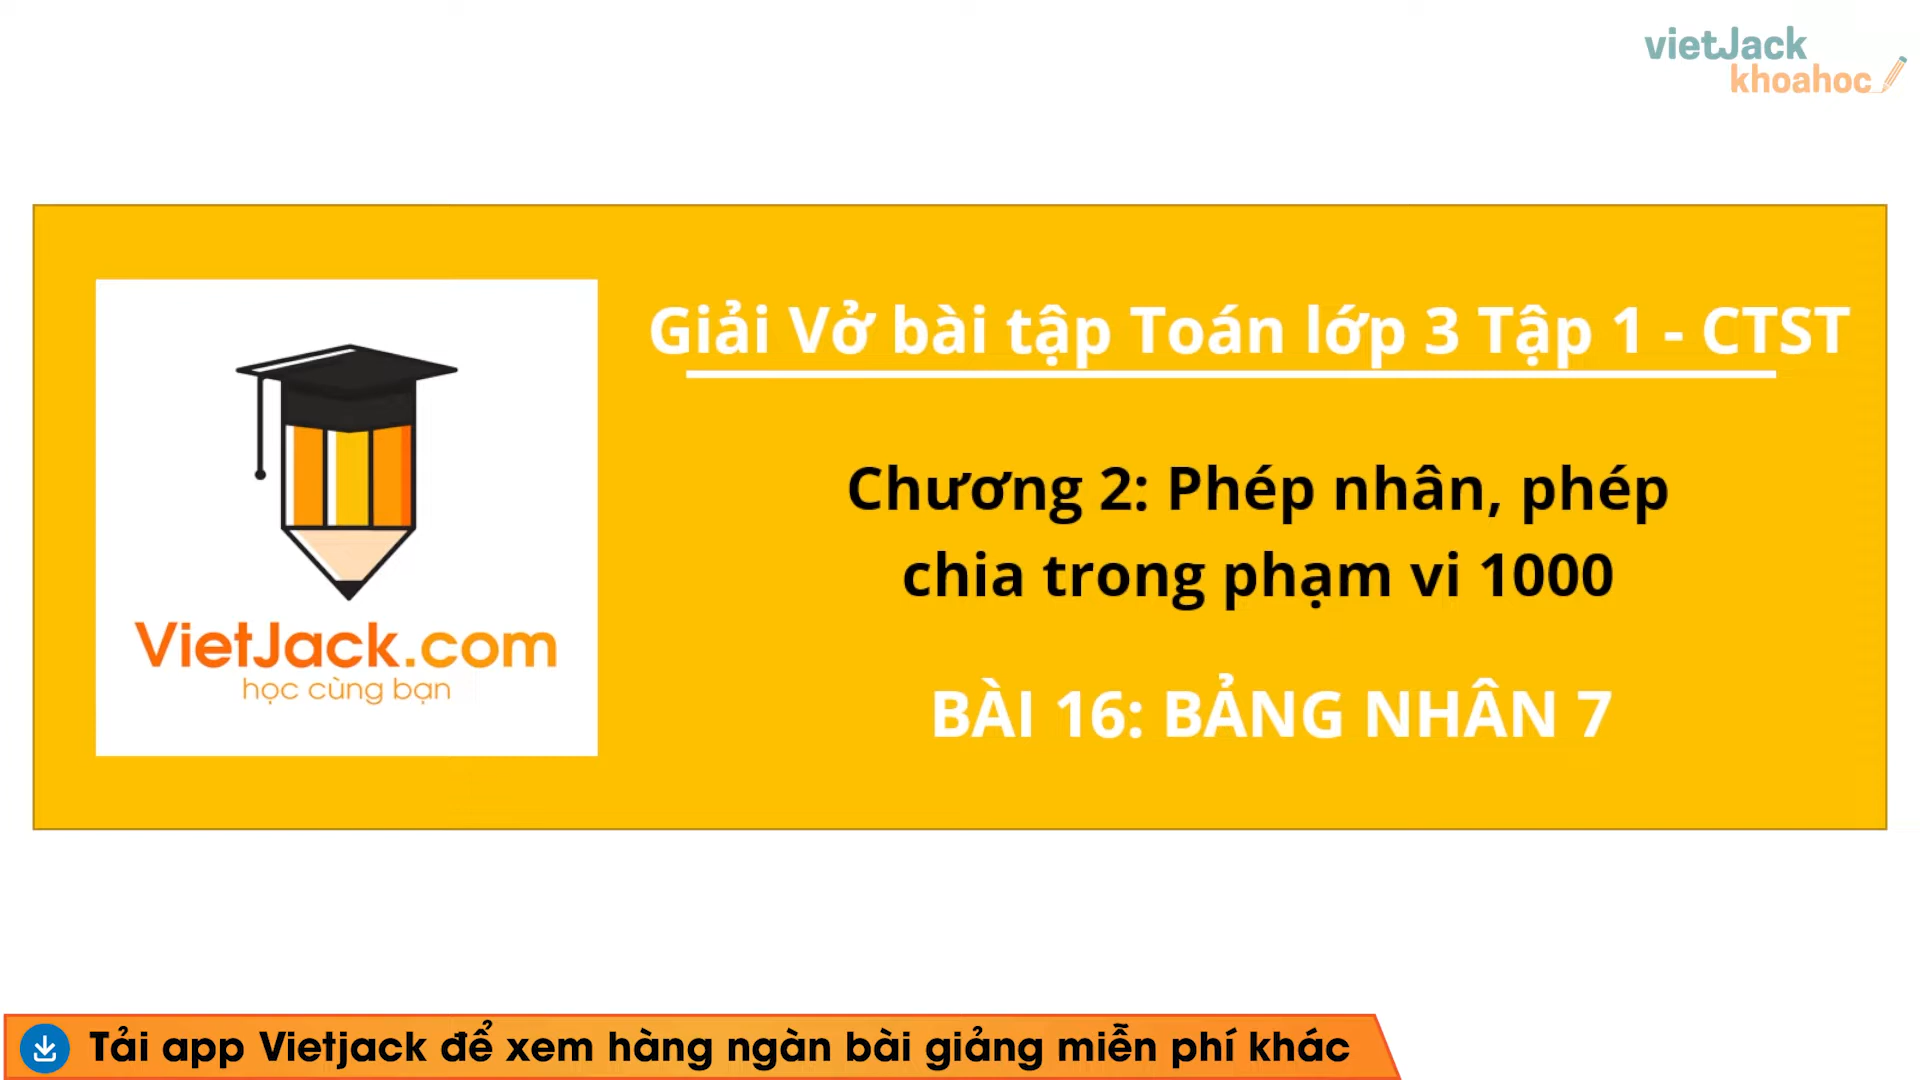 vietJack
khoahoc
Giải Vở bài tập Toán lớp 3 Tập 1 - CTST
Chương 2: Phép nhân, phép
chia trong phạm vi 1000
BÀI 16: BẢNG NHÂN 7
VietJack.com
học cùng bạn
Tải app Vietjack để xem hàng ngàn bài giảng miễn phí khác